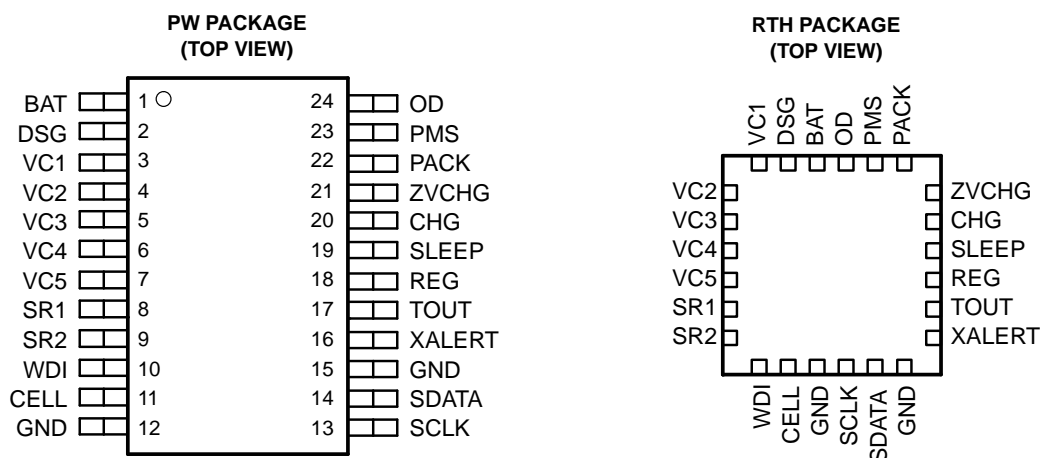 PW PACKAGE
(TOP VIEW)
BAT 1 24 OD
DSG 2 23 PMS
VC1 3 22 PACK
VC2 4 21 ZVCHG
VC3 5 20 CHG
VC4 6 19 SLEEP
VC5 7 18 REG
SR1 8 17 TOUT
SR2 9 16 XALERT
WDI 10 15 GND
CELL 11 14 SDATA
GND 12 13 SCLK
RTH PACKAGE
(TOP VIEW)
VC1
DSG
BAT
OD
PMS
PACK
VC2 ZVCHG
VC3 CHG
VC4 SLEEP
VC5 REG
SR1 TOUT
SR2 XALERT
WDI
CELL
GND
SCLK
SDATA
GND